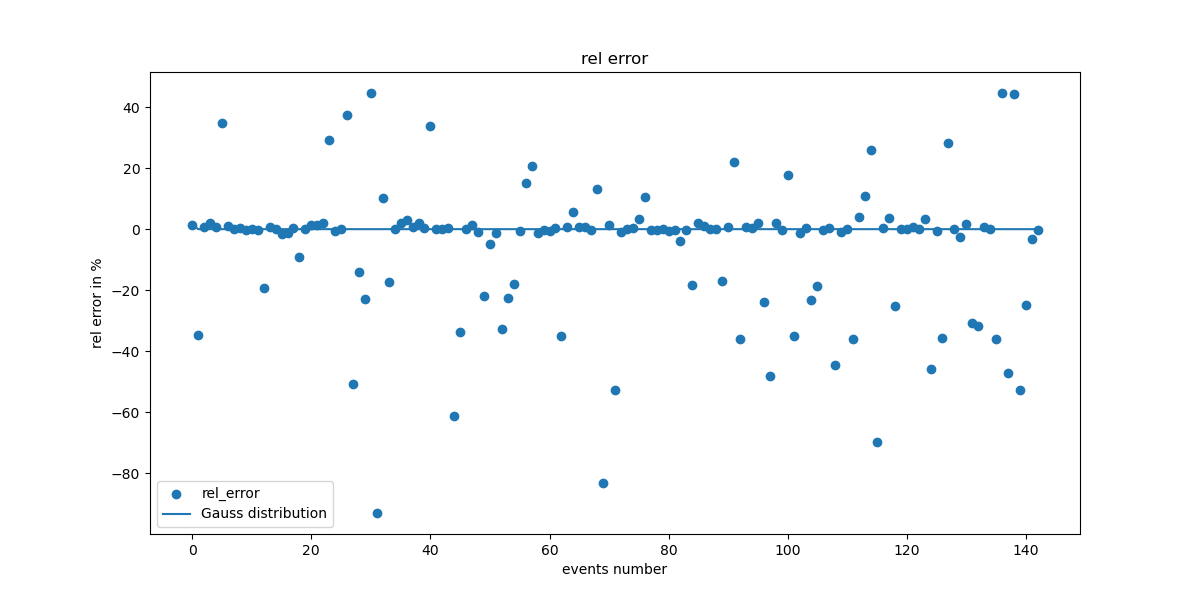 rel error
rel error in %
40
20
0
−20
−40
−60
−80
rel_error
Gauss distribution
0 20 40 60 80 100 120 140
events number